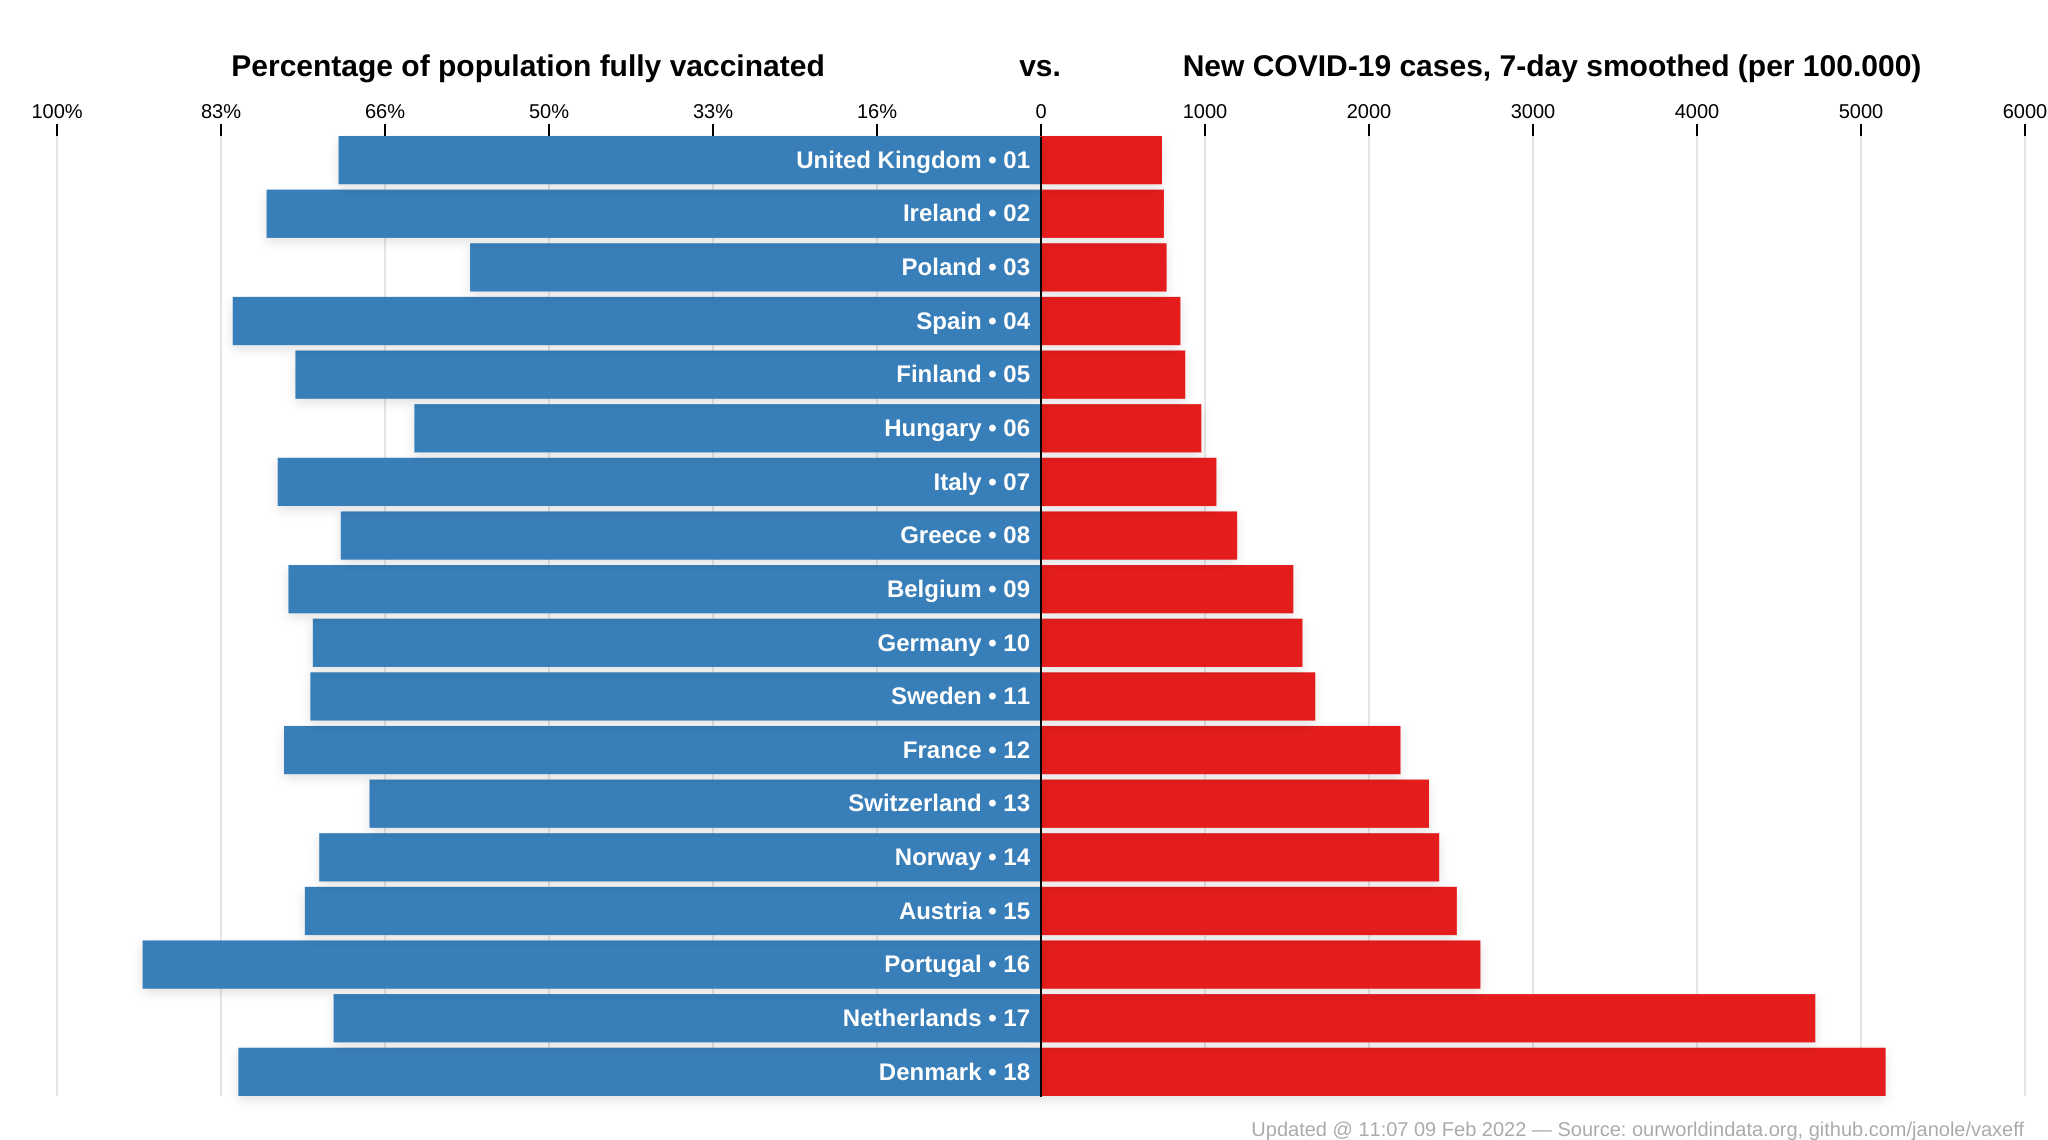 Percentage of population fully vaccinated vs. New COVID-19 cases, 7-day smoothed (per 100.000)
100% 83% 66% 50% 33% 16% 0 1000 2000 3000 4000 5000 6000
United Kingdom • 01
Ireland • 02
Poland • 03
Spain • 04
Finland • 05
Hungary • 06
Italy • 07
Greece • 08
Belgium • 09
Germany • 10
Sweden • 11
France • 12
Switzerland • 13
Norway • 14
Austria • 15
Portugal • 16
Netherlands • 17
Denmark • 18
Updated @ 11:07 09 Feb 2022 — Source: ourworldindata.org, github.com/janole/vaxeff